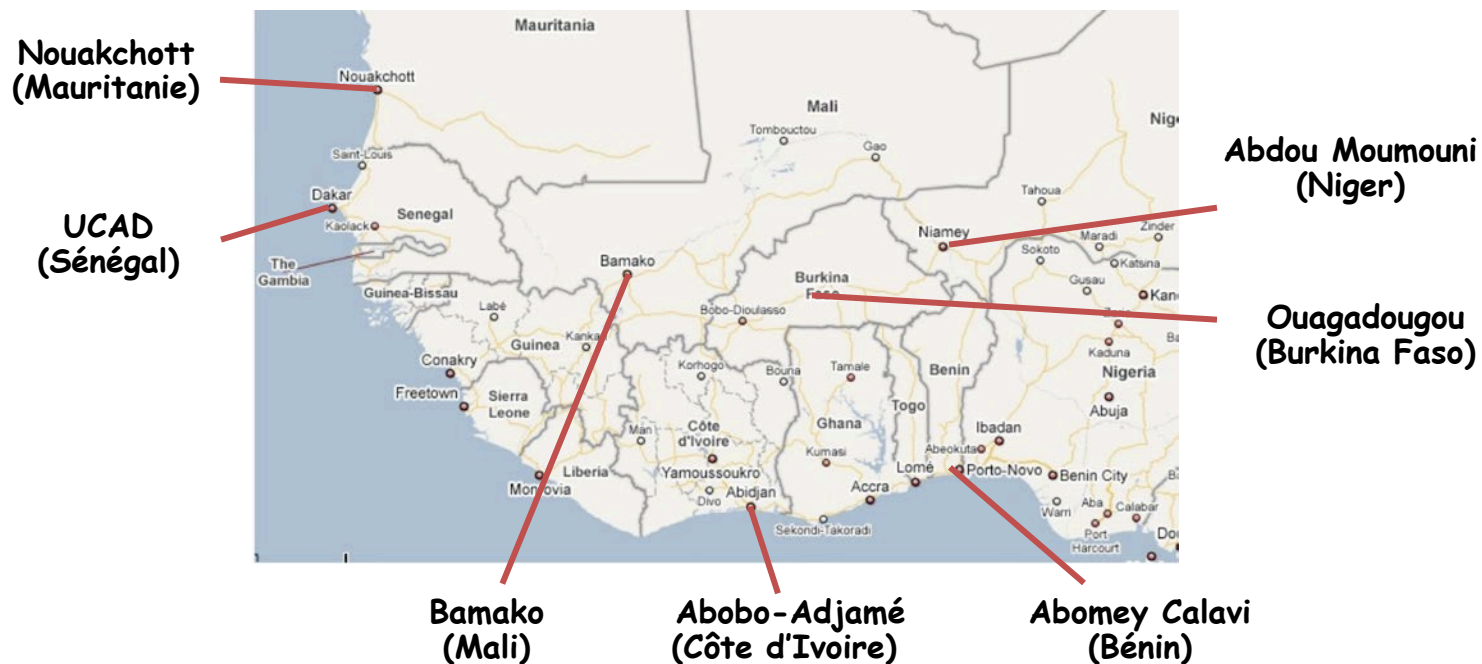 Nouakchott
(Mauritanie)
UCAD
(Sénégal)
Mauritania
Nouakchott
Mali
Tombouctou
Gao
Saint-Louis
Dakar
Senegal
Kaolack
The
Gambia
Guinea-Bissau
Tahoua
Niamey
Zinder
Maradi
Sokoto
Katsina
Gusau
Bamako
Burkina
Faso
Bobo-Dioulasso
Labé
Kankan
Guinea
Conakry
Freetown
Sierra
Leone
Korhogo
Bouna
Tamale
Benin
Togo
Ghana
Kaduna
Nigeria
Abuja
Man
Côte
d'Ivoire
Ibadan
Abeokuta
Kumasi
Liberia
Monrovia
Yamoussoukro
Divo
Abidjan
Lomé
Porto-Novo
Accra
Sekondi-Takoradi
Benin City
Warri
Aba
Calabar
Port
Harcourt
Abdou Moumouni
(Niger)
Ouagadougou
(Burkina Faso)
Bamako
(Mali)
Abobo-Adjamé
(Côte d'Ivoire)
Abomey Calavi
(Bénin)